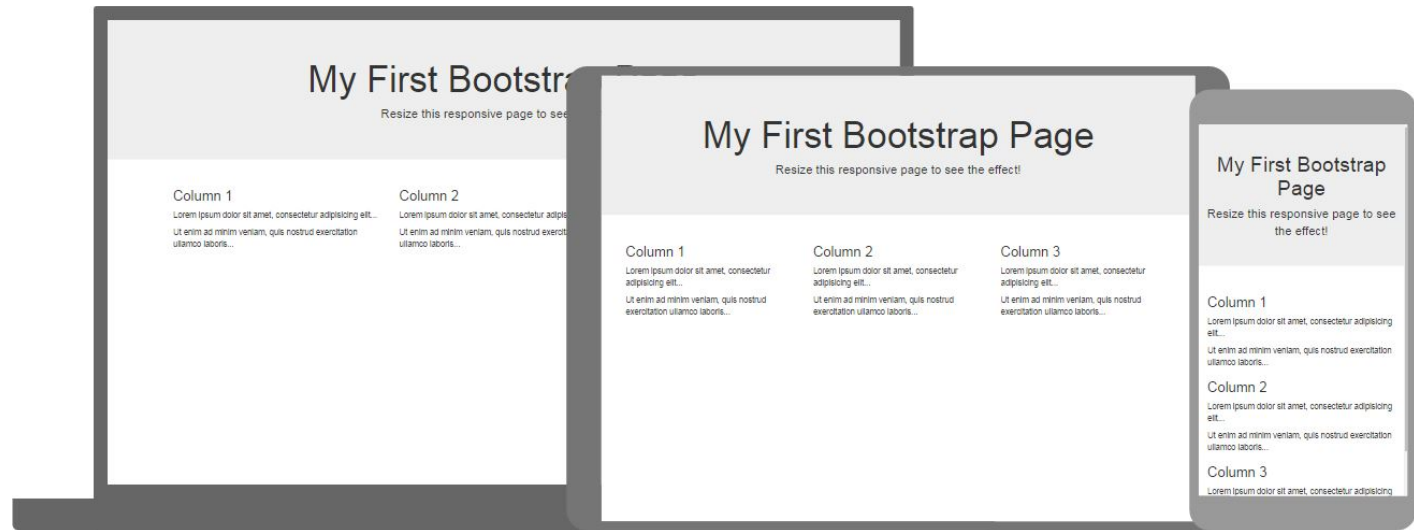 My First Bootstra
Resize this responsive page to see
Column 1
Lorem ipsum dolor sit amet, consectetur adipisicing elit...
Ut enim ad minim veniam, quis nostrud exercitation
ullamco laboris...
Column 2
Lorem ipsum dolor sit amet, consectetur adipis
Ut enim ad minim veniam, quis nostrud exercit
ullamco laboris...
My First Bootstrap Page
Resize this responsive page to see the effect!
Column 1
Lorem ipsum dolor sit amet, consectetur
adipisicing elit...
Ut enim ad minim veniam, quis nostrud
exercitation ullamco laboris...
Column 2
Lorem ipsum dolor sit amet, consectetur
adipisicing elit...
Ut enim ad minim veniam, quis nostrud
exercitation ullamco laboris...
Column 3
Lorem ipsum dolor sit amet, consectetur
adipisicing elit...
Ut enim ad minim veniam, quis nostrud
exercitation ullamco laboris...
My First Bootstrap
Page
Resize this responsive page to see
the effect!
Column 1
Lorem ipsum dolor sit amet, consectetur adipisicing
elit...
Ut enim ad minim veniam, quis nostrud exercitation
ullamco laboris...
Column 2
Lorem ipsum dolor sit amet, consectetur adipisicing
elit...
Ut enim ad minim veniam, quis nostrud exercitation
ullamco laboris...
Column 3
Lorem ipsum dolor sit amet, consectetur adipisicing